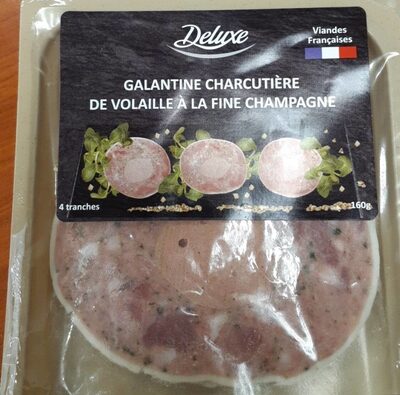 Deluxe
Viandes
Françaises
GALANTINE CHARCUTIÈRE
DE VOLAILLE À LA FINE CHAMPAGNE
4 tranches
160g